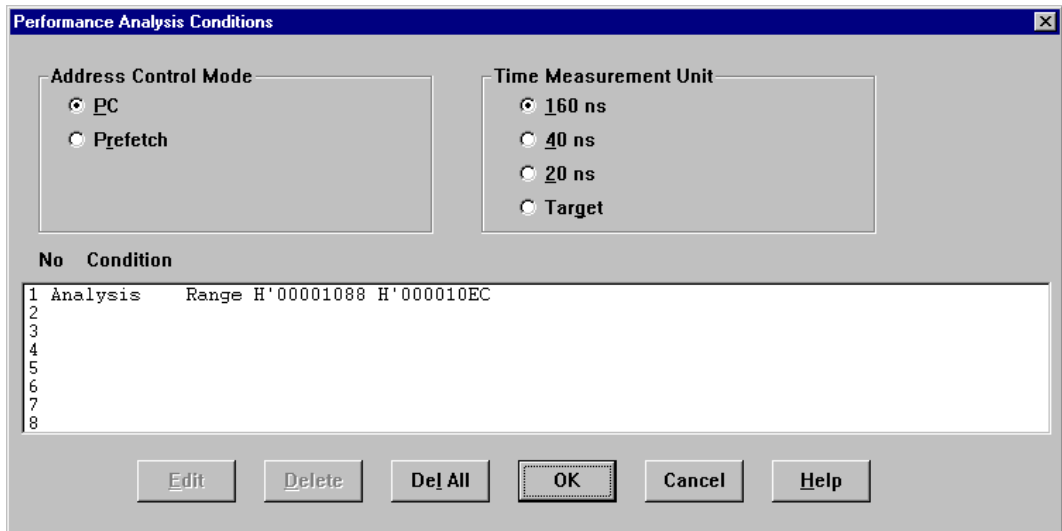 Performance Analysis Conditions
Address Control Mode
PC
Prefetch
Time Measurement Unit
160 ns
40 ns
20 ns
Target
No Condition
1 Analysis Range H'00001088 H'000010EC
2
3
4
5
6
7
8
Edit
Delete
Del All
OK
Cancel
Help